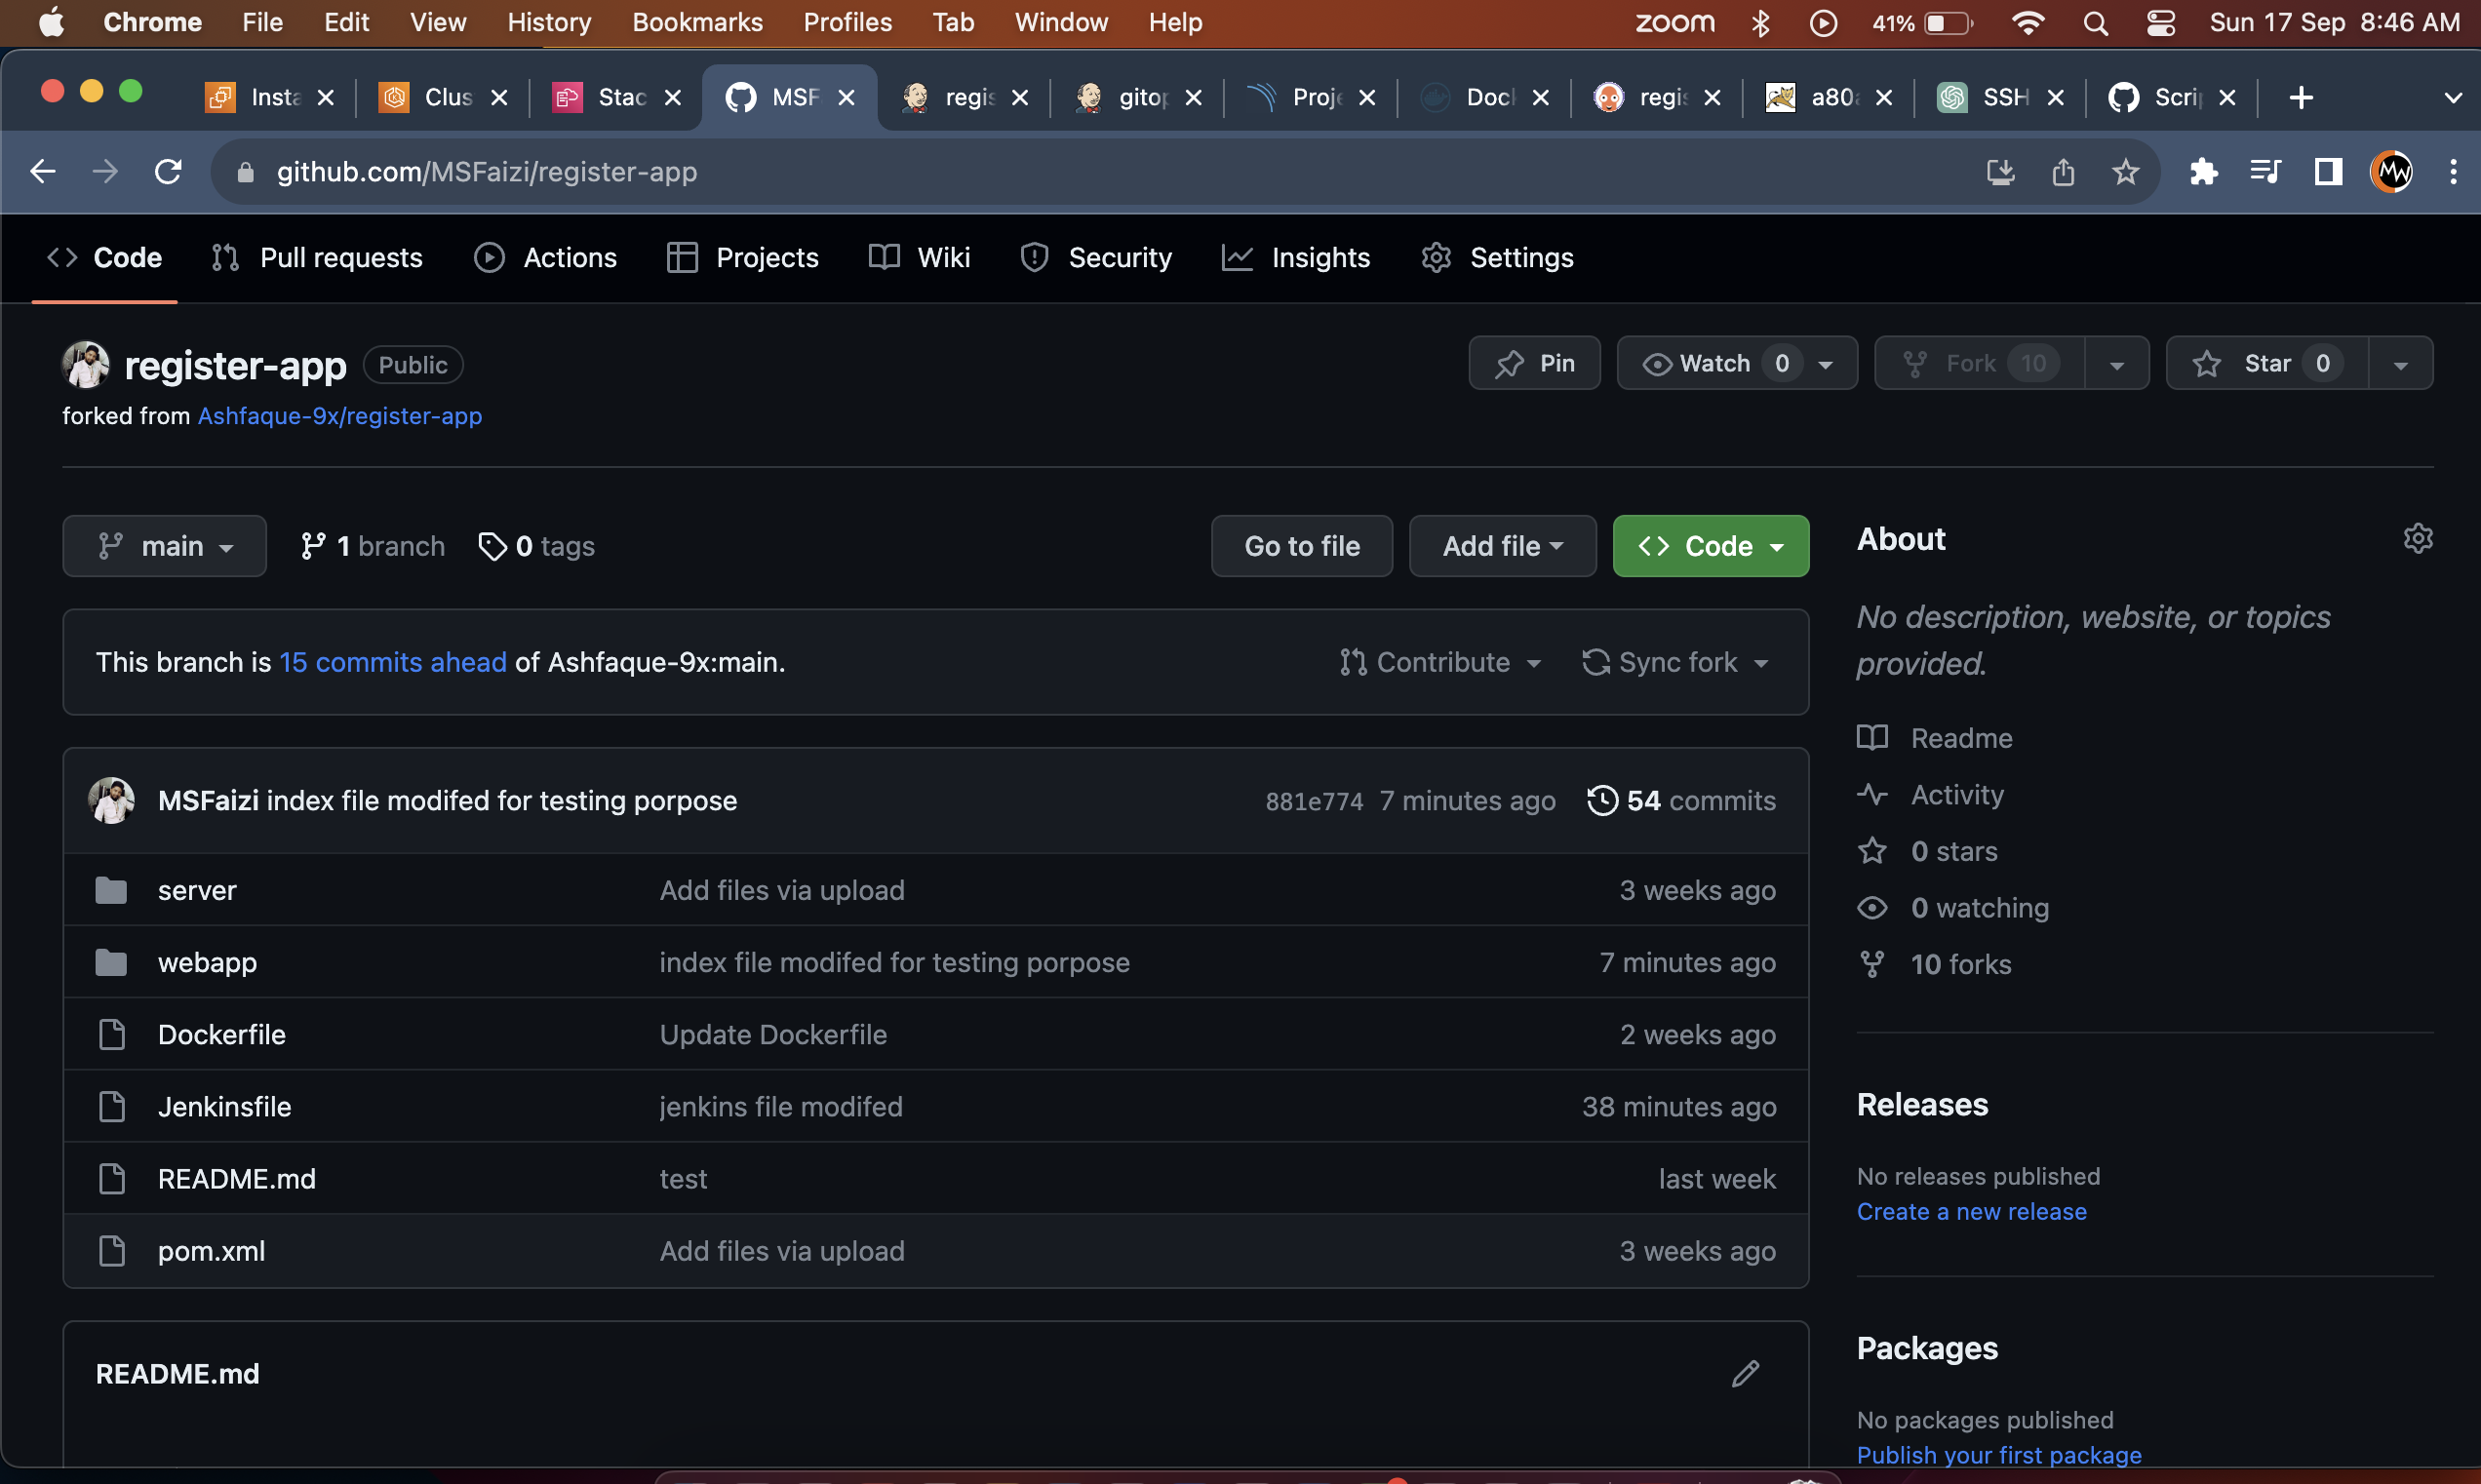 Chrome File Edit View History Bookmarks Profiles Tab Window Help zoom 41% Sun 17 Sep 8:46 AM
Insta Clus Stac MSF regis gitop Proje Doc regis a80 SSH Scrip
github.com/MSFaizi/register-app
Code Pull requests Actions Projects Wiki Security Insights Settings
register-app Public Pin Watch 0 Fork 10 Star 0
forked from Ashfaque-9x/register-app
main 1 branch 0 tags Go to file Add file Code
This branch is 15 commits ahead of Ashfaque-9x:main. Contribute Sync fork
MSFaizi index file modifed for testing porpose 881e774 7 minutes ago 54 commits
server Add files via upload 3 weeks ago
webapp index file modifed for testing porpose 7 minutes ago
Dockerfile Update Dockerfile 2 weeks ago
Jenkinsfile jenkins file modifed 38 minutes ago
README.md test last week
pom.xml Add files via upload 3 weeks ago
README.md
About
No description, website, or topics
provided.
Readme
Activity
0 stars
0 watching
10 forks
Releases
No releases published
Create a new release
Packages
No packages published
Publish your first package